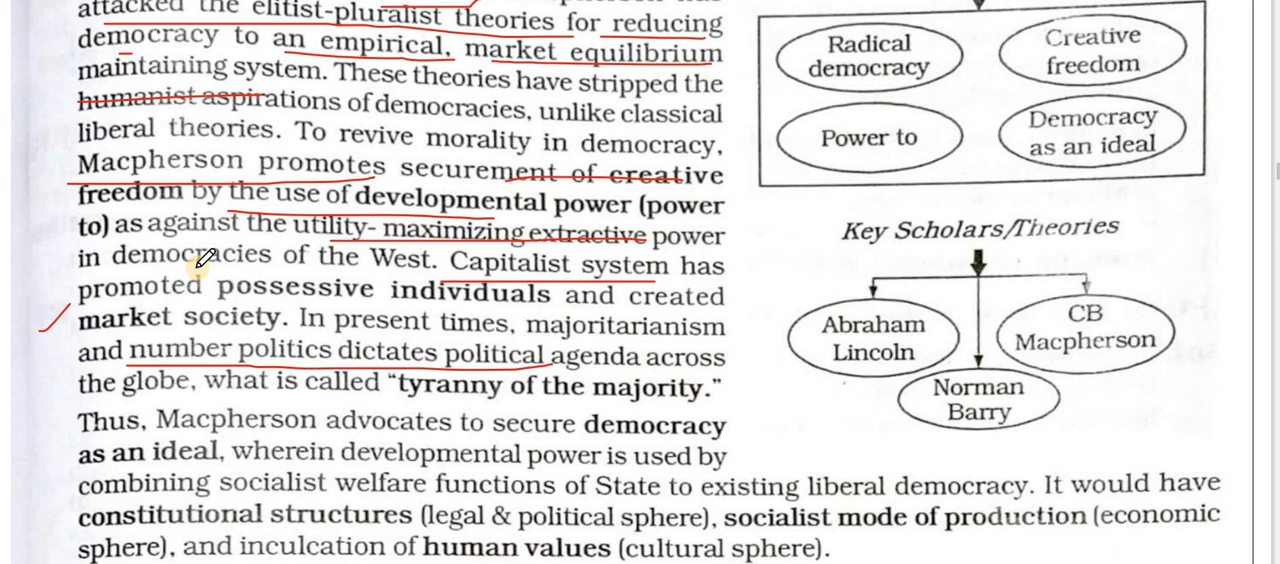 attacked the elitist-pluralist theories for reducing
democracy to an empirical, market equilibrium
maintaining system. These theories have stripped the
humanist aspirations of democracies, unlike classical
liberal theories. To revive morality in democracy,
Macpherson promotes securement of creative
freedom by the use of developmental power (power
to) as against the utility- maximizing extractive power
in democracies of the West. Capitalist system has
promoted possessive individuals and created
market society. In present times, majoritarianism
and number politics dictates political agenda across
the globe, what is called “tyranny of the majority.”
Thus, Macpherson advocates to secure democracy
as an ideal, wherein developmental power is used by
combining socialist welfare functions of State to existing liberal democracy. It would have
constitutional structures (legal & political sphere), socialist mode of production (economic
sphere), and inculcation of human values (cultural sphere).
Radical
democracy
Creative
freedom
Power to
Democracy
as an ideal
Key Scholars/Theories
Abraham
Lincoln
CB
Macpherson
Norman
Barry